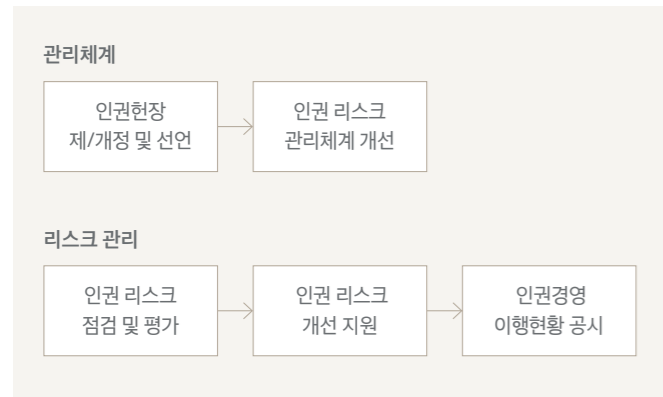 관리체계
인권헌장
제/개정 및 선언
인권 리스크
관리체계 개선
리스크 관리
인권 리스크
점검 및 평가
인권 리스크
개선 지원
인권경영
이행현황 공시